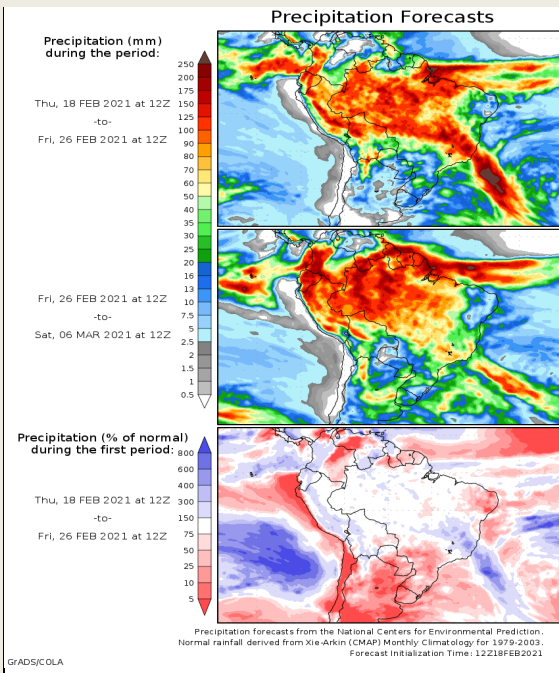 Precipitation Forecasts
Precipitation (mm)
during the period:
250
200
175
150
125
100
90
80
70
60
50
40
35
30
25
20
16
13
10
7.5
5
2.5
2
1.5
1
0.5
Thu, 18 FEB 2021 at 12Z
-to-
Fri, 26 FEB 2021 at 12Z
Fri, 26 FEB 2021 at 12Z
-to-
Sat, 06 MAR 2021 at 12Z
Precipitation (% of normal)
during the first period:
800
600
400
300
150
75
50
25
10
5
Thu, 18 FEB 2021 at 12Z
-to-
Fri, 26 FEB 2021 at 12Z
Precipitation forecasts from the National Centers for Environmental Prediction.
Normal rainfall derived from Xie-Arkin (CMAP) Monthly Climatology for 1979-2003.
Forecast Initialization Time: 12Z18FEB2021
GrADS/COLA